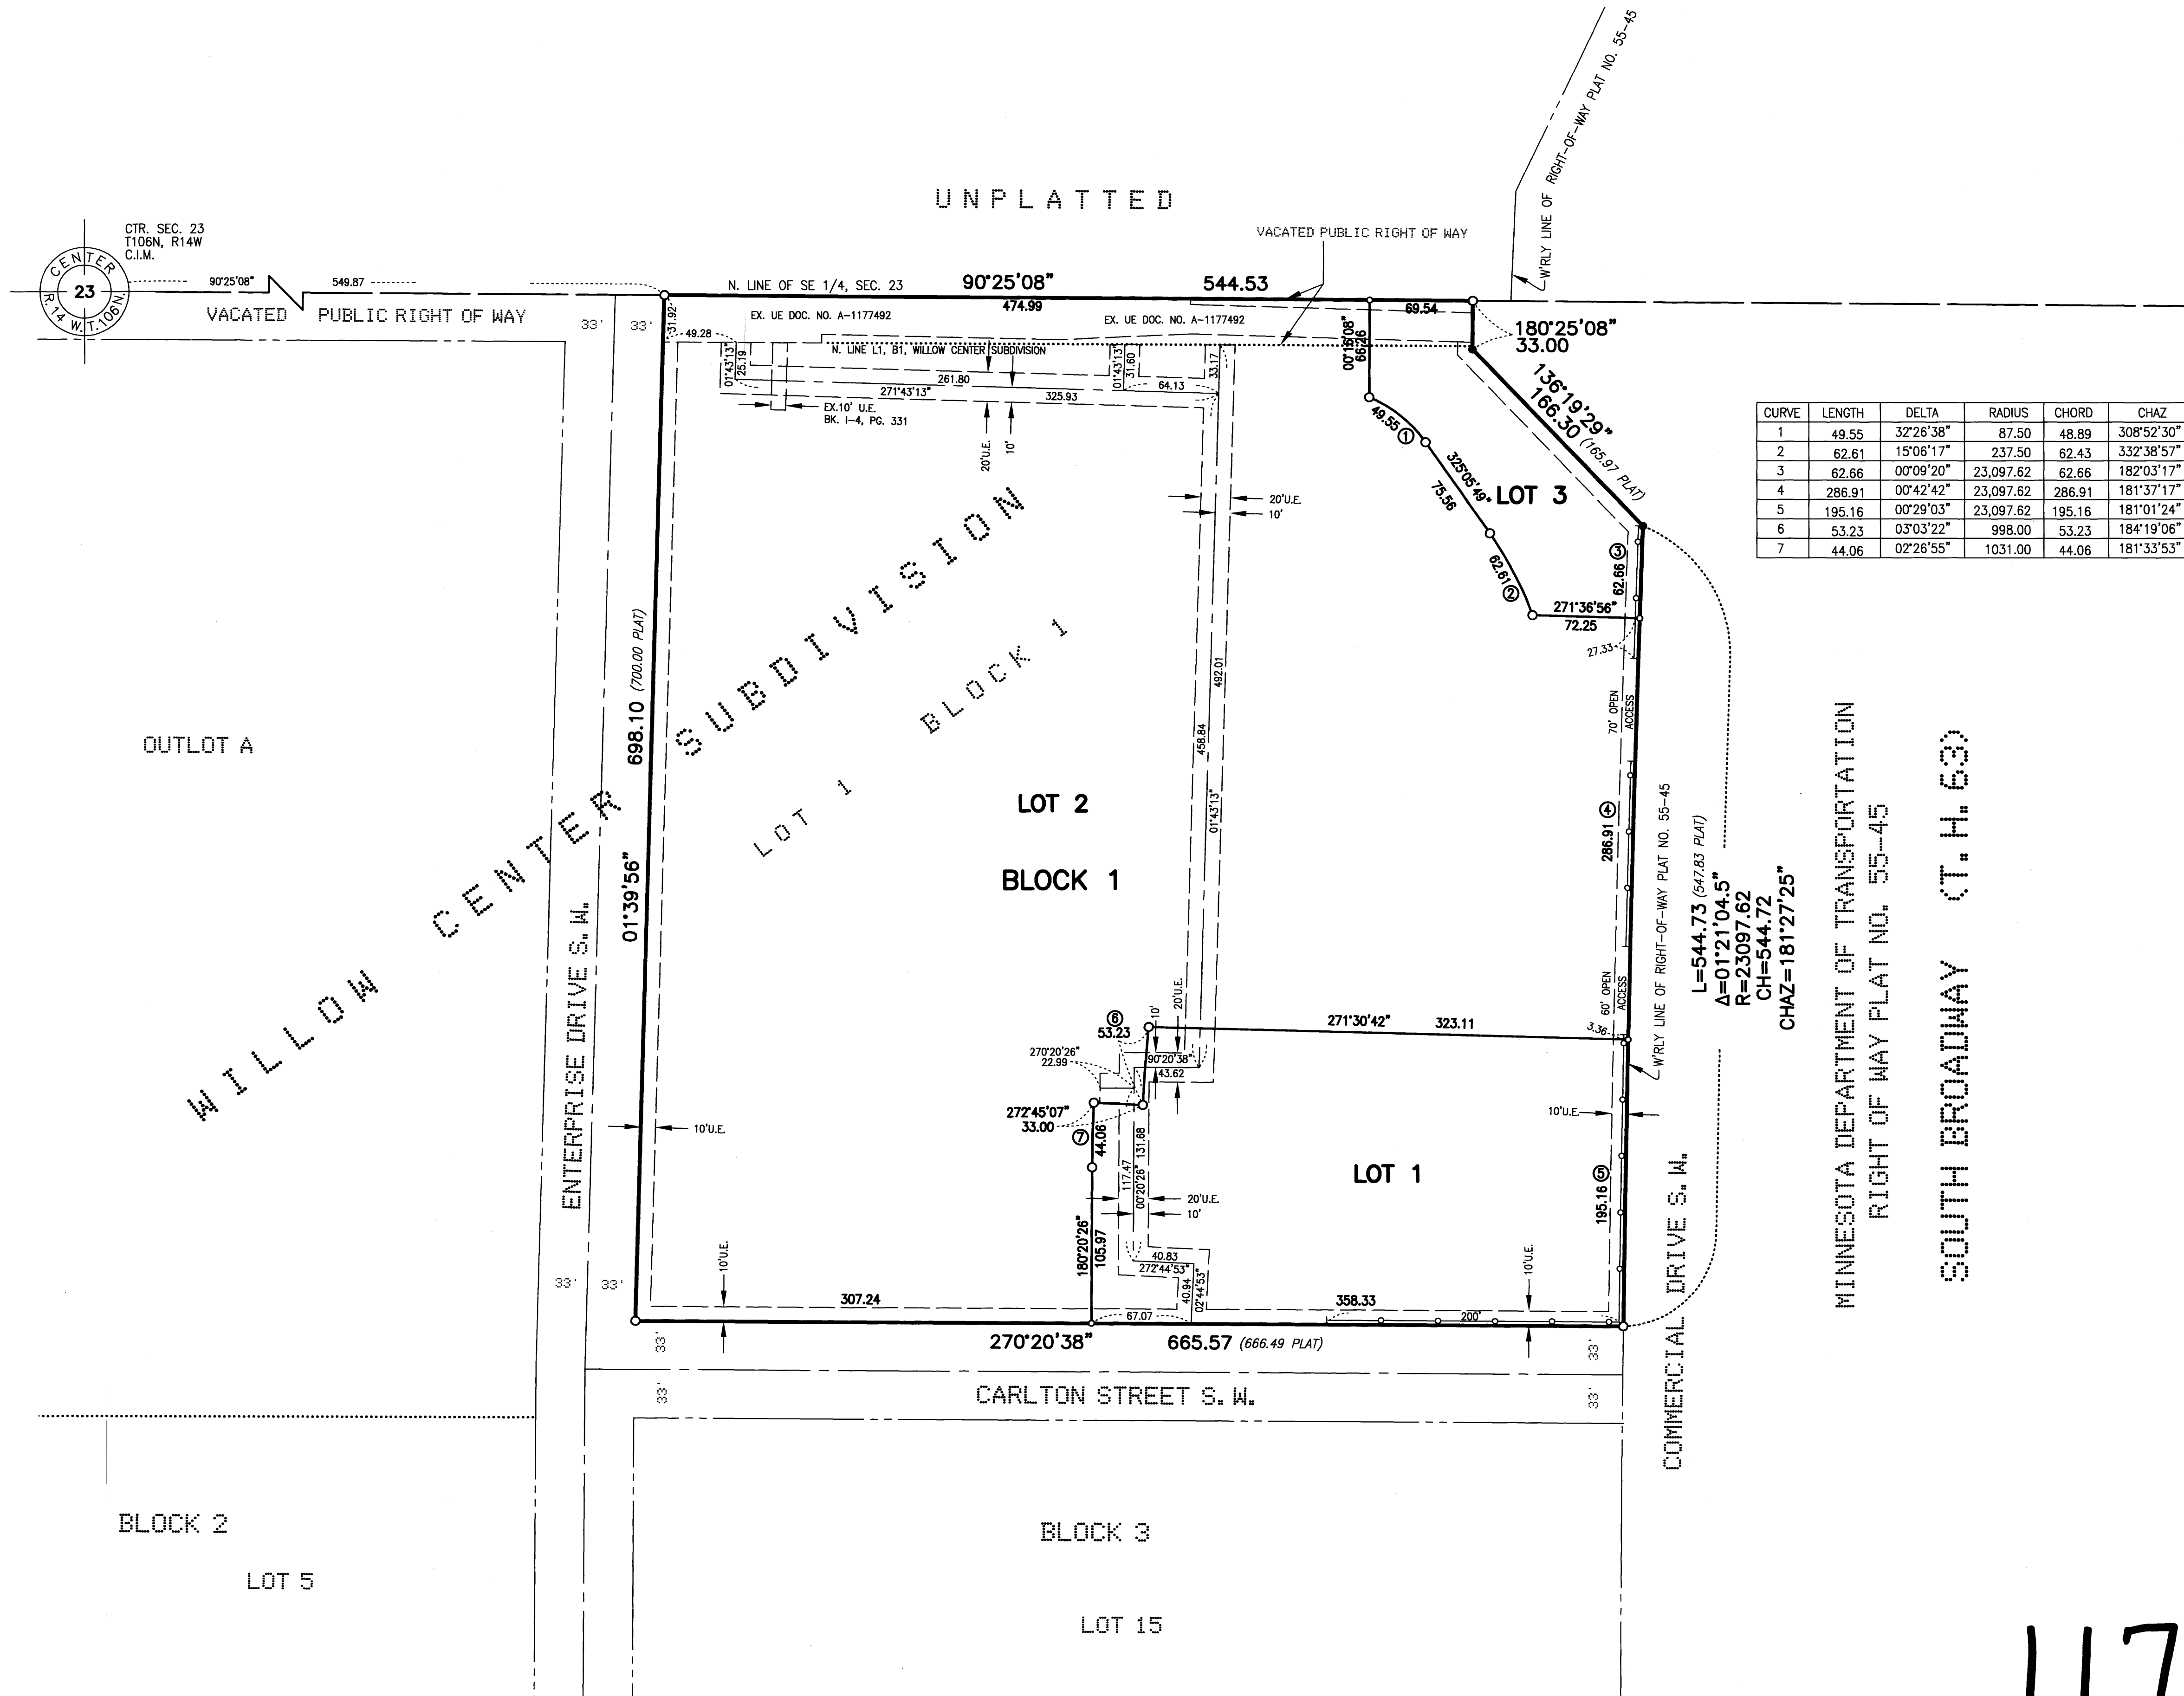 UNPLATTED
VACATED PUBLIC RIGHT OF WAY
W'RLY LINE OF RIGHT-OF-WAY PLAT NO. 55-45
CTR. SEC. 23
T106N, R14W
C.I.M.
CENTER
23
R.14 W.T.106N.
90°25'08"
549.87
VACATED PUBLIC RIGHT OF WAY
33'
33'
N. LINE OF SE 1/4, SEC. 23
90°25'08"
544.53
474.99
69.54
EX. UE DOC. NO. A-1177492
EX. UE DOC. NO. A-1177492
31.92
49.28
N. LINE L1, B1, WILLOW CENTER SUBDIVISION
180°25'08"
33.00
00°16'08"
66.26
01°43'13"
25.19
261.80
271°43'13"
325.93
01°43'13"
31.60
64.13
33.17
EX.10' U.E.
BK. I-4, PG. 331
20'U.E.
10'
136°19'29"
166.30 (165.97 PLAT)
49.55 1
325°05'49"
75.56
LOT 3
62.61 2
271°36'56"
72.25
3
62.66
27.33
20'U.E.
10'
CURVE LENGTH DELTA RADIUS CHORD CHAZ
1 49.55 32°26'38" 87.50 48.89 308°52'30"
2 62.61 15°06'17" 237.50 62.43 332°38'57"
3 62.66 00°09'20" 23,097.62 62.66 182°03'17"
4 286.91 00°42'42" 23,097.62 286.91 181°37'17"
5 195.16 00°29'03" 23,097.62 195.16 181°01'24"
6 53.23 03°03'22" 998.00 53.23 184°19'06"
7 44.06 02°26'55" 1031.00 44.06 181°33'53"
WILLOW CENTER SUBDIVISION
LOT 1 BLOCK 1
OUTLOT A
698.10 (700.00 PLAT)
01°39'56"
ENTERPRISE DRIVE S.W.
LOT 2
BLOCK 1
492.01
458.84
01°43'13"
70' OPEN
ACCESS
286.91 4
60' OPEN
ACCESS
3.36
W'RLY LINE OF RIGHT-OF-WAY PLAT NO. 55-45
L=544.73 (547.83 PLAT)
Δ=01°21'04.5"
R=23097.62
CH=544.72
CHAZ=181°27'25"
MINNESOTA DEPARTMENT OF TRANSPORTATION
RIGHT OF WAY PLAT NO. 55-45
SOUTH BROADWAY (T.H. 63)
6
53.23
10'
20'U.E.
271°30'42" 323.11
270°20'26"
22.99
90°20'38"
43.62
272°45'07"
33.00
7
44.06
117.47
131.68
00°20'26"
20'U.E.
10'
10'U.E.
10'U.E.
LOT 1
195.16 5
COMMERCIAL DRIVE S.W.
180°20'26"
105.97
40.83
272°44'53"
40.94
02°44'53"
10'U.E.
10'U.E.
33'
33'
307.24
67.07
358.33
200'
270°20'38"
665.57 (666.49 PLAT)
33'
33'
33'
33'
CARLTON STREET S.W.
BLOCK 2
LOT 5
BLOCK 3
LOT 15
117